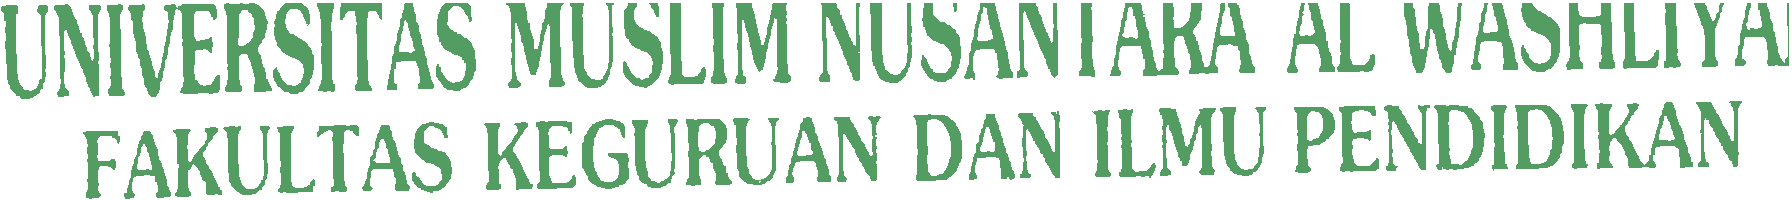 UNIVERSITAS MUSLIM NUSANTARA AL WASHLIYA
FAKULTAS KEGURUAN DAN ILMU PENDIDIKAN